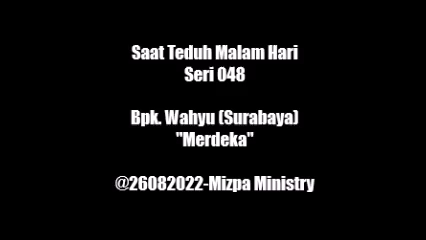 Saat Teduh Malam Hari
Seri 048
Bpk. Wahyu (Surabaya)
"Merdeka"
@26082022-Mizpa Ministry